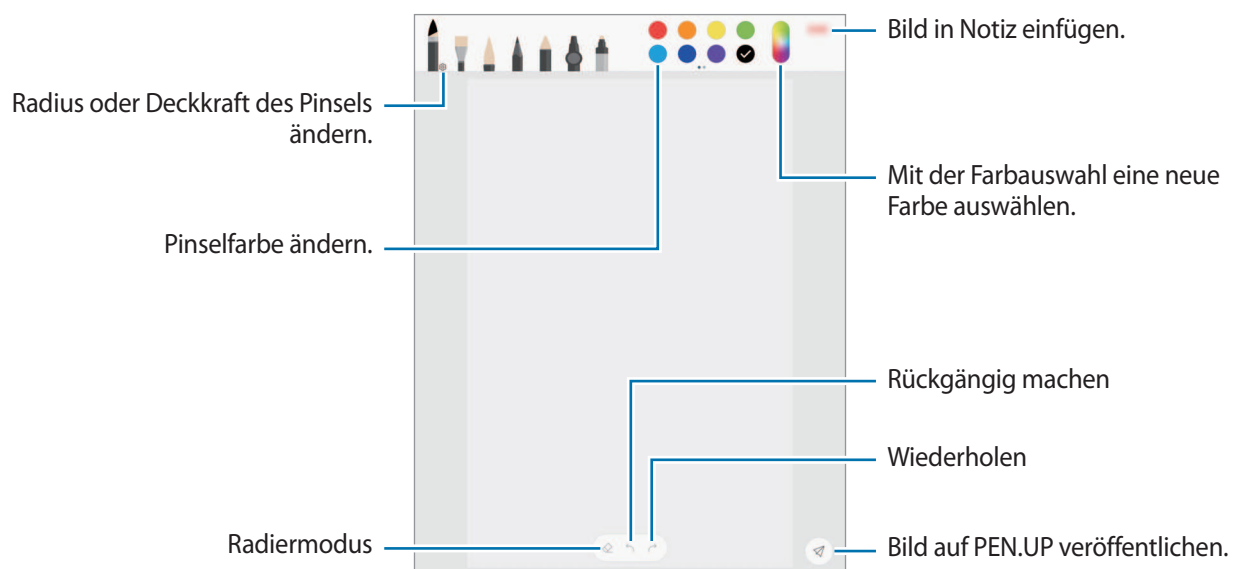 Bild in Notiz einfügen.
Radius oder Deckkraft des Pinsels
ändern.
Mit der Farbauswahl eine neue
Farbe auswählen.
Pinselfarbe ändern.
Rückgängig machen
Wiederholen
Radiermodus
Bild auf PEN.UP veröffentlichen.